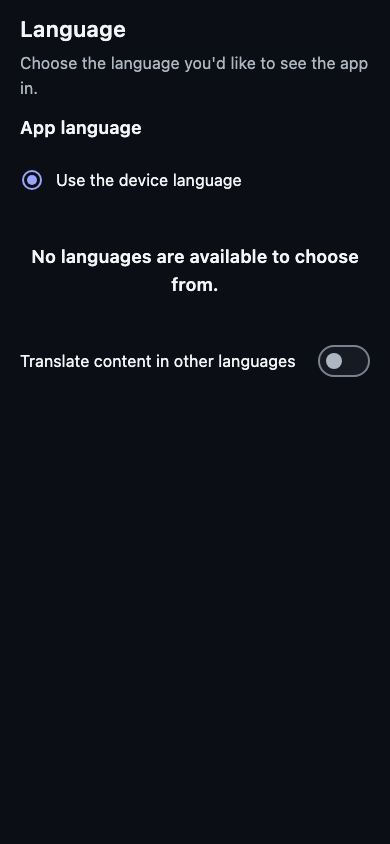 Language
Choose the language you'd like to see the app
in.
App language
Use the device language
No languages are available to choose
from.
Translate content in other languages